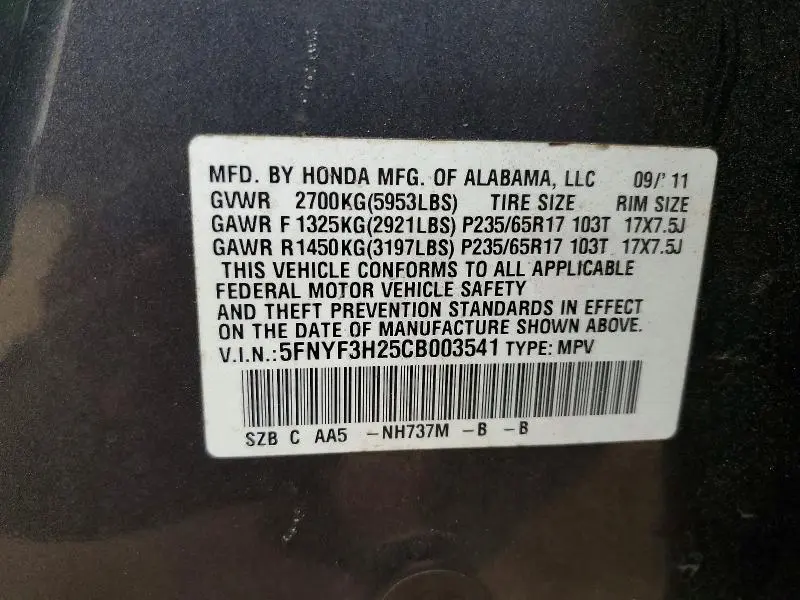 MFD. BY HONDA MFG. OF ALABAMA, LLC 09/'11
GVWR 2700KG(5953LBS) TIRE SIZE RIM SIZE
GAWR F 1325KG(2921LBS) P235/65R17 103T 17X7.5J
GAWR R1450KG(3197LBS) P235/65R17 103T 17X7.5J
THIS VEHICLE CONFORMS TO ALL APPLICABLE
FEDERAL MOTOR VEHICLE SAFETY
AND THEFT PREVENTION STANDARDS IN EFFECT
ON THE DATE OF MANUFACTURE SHOWN ABOVE.
V.I.N.:5FNYF3H25CB003541 TYPE: MPV
SZB C AA5 -NH737M -B -B